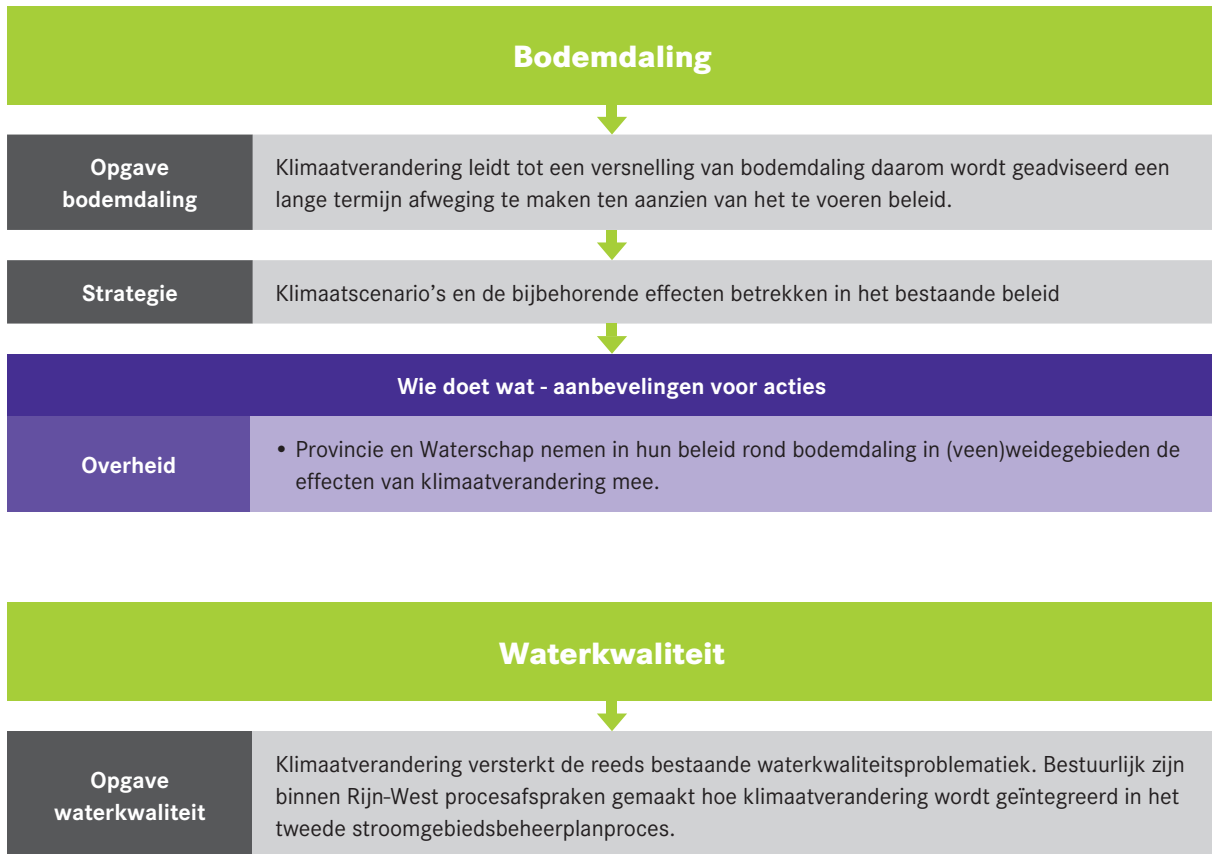 Bodemdaling
Opgave
bodemdaling
Klimaatverandering leidt tot een versnelling van bodemdaling daarom wordt geadviseerd een
lange termijn afweging te maken ten aanzien van het te voeren beleid.
Strategie
Klimaatscenario's en de bijbehorende effecten betrekken in het bestaande beleid
Wie doet wat - aanbevelingen voor acties
Overheid
• Provincie en Waterschap nemen in hun beleid rond bodemdaling in (veen)weidegebieden de
effecten van klimaatverandering mee.
Waterkwaliteit
Opgave
waterkwaliteit
Klimaatverandering versterkt de reeds bestaande waterkwaliteitsproblematiek. Bestuurlijk zijn
binnen Rijn-West procesafspraken gemaakt hoe klimaatverandering wordt geïntegreerd in het
tweede stroomgebiedsbeheerplanproces.